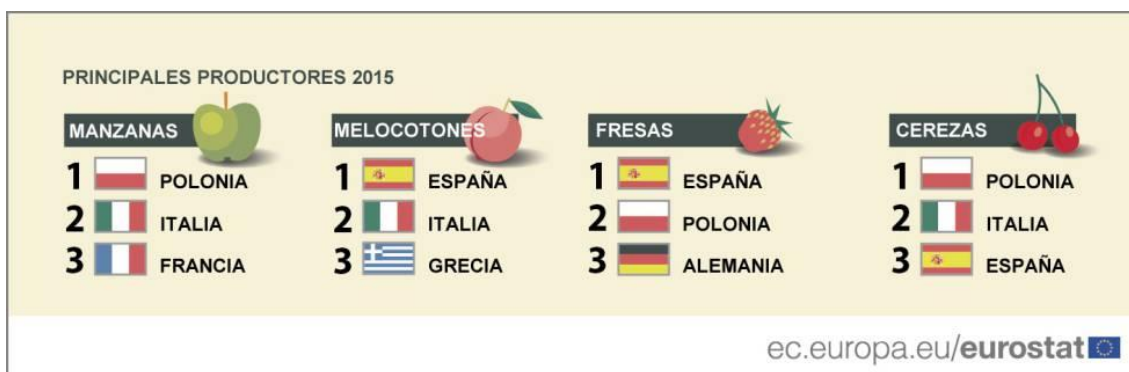 PRINCIPALES PRODUCTORES 2015
MANZANAS
1 POLONIA
2 ITALIA
3 FRANCIA
MELOCOTONES
1 ESPAÑA
2 ITALIA
3 GRECIA
FRESAS
1 ESPAÑA
2 POLONIA
3 ALEMANIA
CEREZAS
1 POLONIA
2 ITALIA
3 ESPAÑA
ec.europa.eu/eurostat